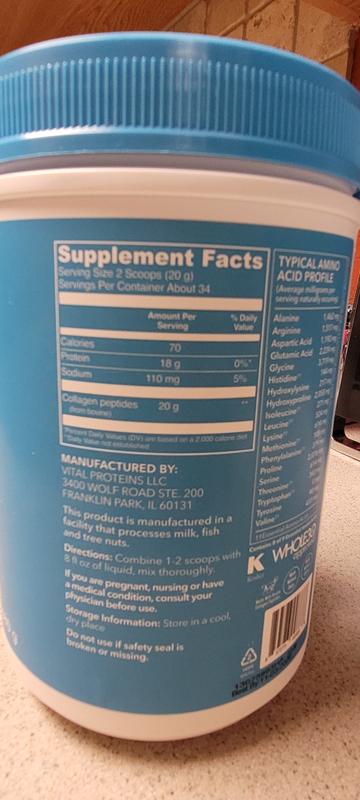 Supplement Facts
Serving Size 2 Scoops (20 g)
Servings Per Container About 34
Amount Per Serving
% Daily Value
Calories 70
Protein 18 g 0%*
Sodium 110 mg 5%
Collagen peptides 20 g **
(from bovine)
*Percent Daily Values (DV) are based on a 2,000 calorie diet
**Daily Value not established
MANUFACTURED BY:
VITAL PROTEINS LLC
3400 WOLF ROAD STE. 200
FRANKLIN PARK, IL 60131
This product is manufactured in a
facility that processes milk, fish
and tree nuts.
Directions: Combine 1-2 scoops with
8 fl oz of liquid, mix thoroughly.
If you are pregnant, nursing or have
a medical condition, consult your
physician before use.
Storage Information: Store in a cool,
dry place
Do not use if safety seal is
broken or missing.
TYPICAL AMINO
ACID PROFILE
(Average milligrams per
serving naturally occurring)
Alanine
Arginine
Aspartic Acid
Glutamic Acid
Glycine
Histidine**
Hydroxylysine
Hydroxyproline
Isoleucine**
Leucine**
Lysine**
Methionine**
Phenylalanine**
Proline
Serine
Threonine**
Tryptophan**
Tyrosine
Valine**
K
Kosher
WHOLE30